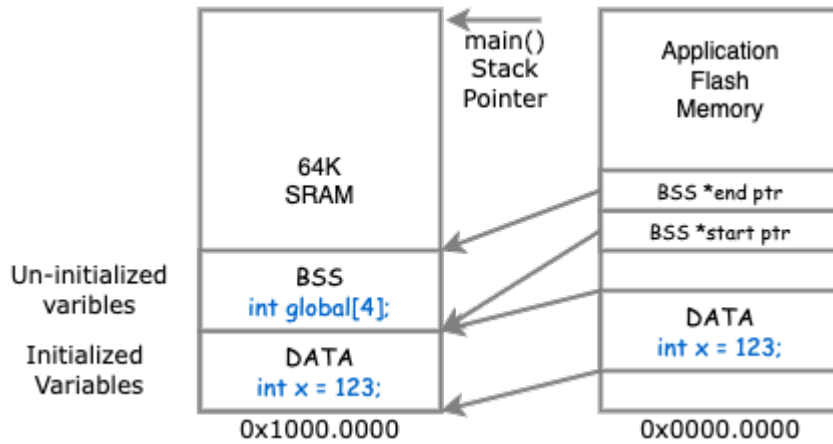 main()
Stack
Pointer
Application
Flash
Memory
64K
SRAM
BSS *end ptr
BSS *start ptr
Un-initialized
varibles
BSS
int global[4];
DATA
int x = 123;
Initialized
Variables
DATA
int x = 123;
0x1000.0000
0x0000.0000